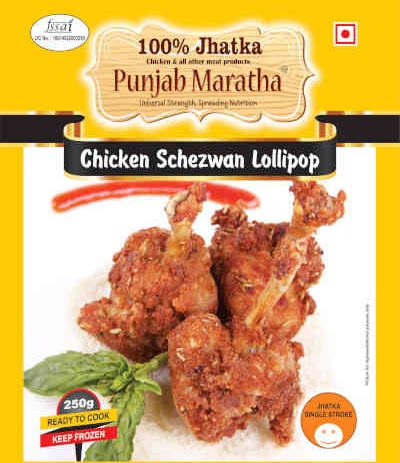 fssai
100% Jhatka
Chicken & all other meat products
Punjab Maratha
Universal Strength, Spreading Nutrition
Chicken Schezwan Lollipop
250g
READY TO COOK
KEEP FROZEN
JHATKA
SINGLE STROKE